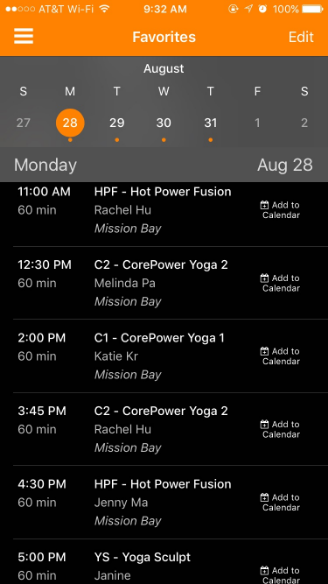 AT&T Wi-Fi 9:32 AM 100%
Favorites Edit
August
S M T W T F S
27 28 29 30 31 1 2
Monday Aug 28
11:00 AM HPF - Hot Power Fusion
60 min Rachel Hu Add to
Calendar
Mission Bay
12:30 PM C2 - CorePower Yoga 2
60 min Melinda Pa Add to
Calendar
Mission Bay
2:00 PM C1 - CorePower Yoga 1
60 min Katie Kr Add to
Calendar
Mission Bay
3:45 PM C2 - CorePower Yoga 2
60 min Rachel Hu Add to
Calendar
Mission Bay
4:30 PM HPF - Hot Power Fusion
60 min Jenny Ma Add to
Calendar
Mission Bay
5:00 PM YS - Yoga Sculpt
60 min Janine Add to
Calendar